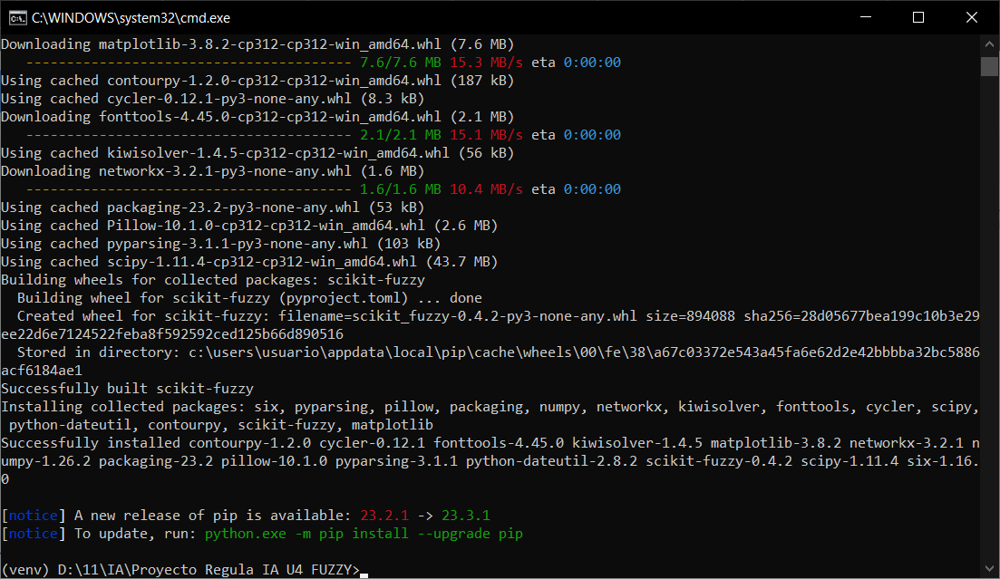 C:\WINDOWS\system32\cmd.exe
Downloading matplotlib-3.8.2-cp312-cp312-win_amd64.whl (7.6 MB)
---------------------------------------- 7.6/7.6 MB 15.3 MB/s eta 0:00:00
Using cached contourpy-1.2.0-cp312-cp312-win_amd64.whl (187 kB)
Using cached cycler-0.12.1-py3-none-any.whl (8.3 kB)
Downloading fonttools-4.45.0-cp312-cp312-win_amd64.whl (2.1 MB)
---------------------------------------- 2.1/2.1 MB 15.1 MB/s eta 0:00:00
Using cached kiwisolver-1.4.5-cp312-cp312-win_amd64.whl (56 kB)
Downloading networkx-3.2.1-py3-none-any.whl (1.6 MB)
---------------------------------------- 1.6/1.6 MB 10.4 MB/s eta 0:00:00
Using cached packaging-23.2-py3-none-any.whl (53 kB)
Using cached Pillow-10.1.0-cp312-cp312-win_amd64.whl (2.6 MB)
Using cached pyparsing-3.1.1-py3-none-any.whl (103 kB)
Using cached scipy-1.11.4-cp312-cp312-win_amd64.whl (43.7 MB)
Building wheels for collected packages: scikit-fuzzy
Building wheel for scikit-fuzzy (pyproject.toml) ... done
Created wheel for scikit-fuzzy: filename=scikit_fuzzy-0.4.2-py3-none-any.whl size=894088 sha256=28d05677bea199c10b3e29
ee22d6e7124522feba8f592592ced125b66d890516
Stored in directory: c:\users\usuario\appdata\local\pip\cache\wheels\00\fe\38\a67c03372e543a45fa6e62d2e42bbbba32bc5886
acf6184ae1
Successfully built scikit-fuzzy
Installing collected packages: six, pyparsing, pillow, packaging, numpy, networkx, kiwisolver, fonttools, cycler, scipy,
python-dateutil, contourpy, scikit-fuzzy, matplotlib
Successfully installed contourpy-1.2.0 cycler-0.12.1 fonttools-4.45.0 kiwisolver-1.4.5 matplotlib-3.8.2 networkx-3.2.1 n
umpy-1.26.2 packaging-23.2 pillow-10.1.0 pyparsing-3.1.1 python-dateutil-2.8.2 scikit-fuzzy-0.4.2 scipy-1.11.4 six-1.16.
0
[notice] A new release of pip is available: 23.2.1 -> 23.3.1
[notice] To update, run: python.exe -m pip install --upgrade pip
(venv) D:\11\IA\Proyecto Regula IA U4 FUZZY>